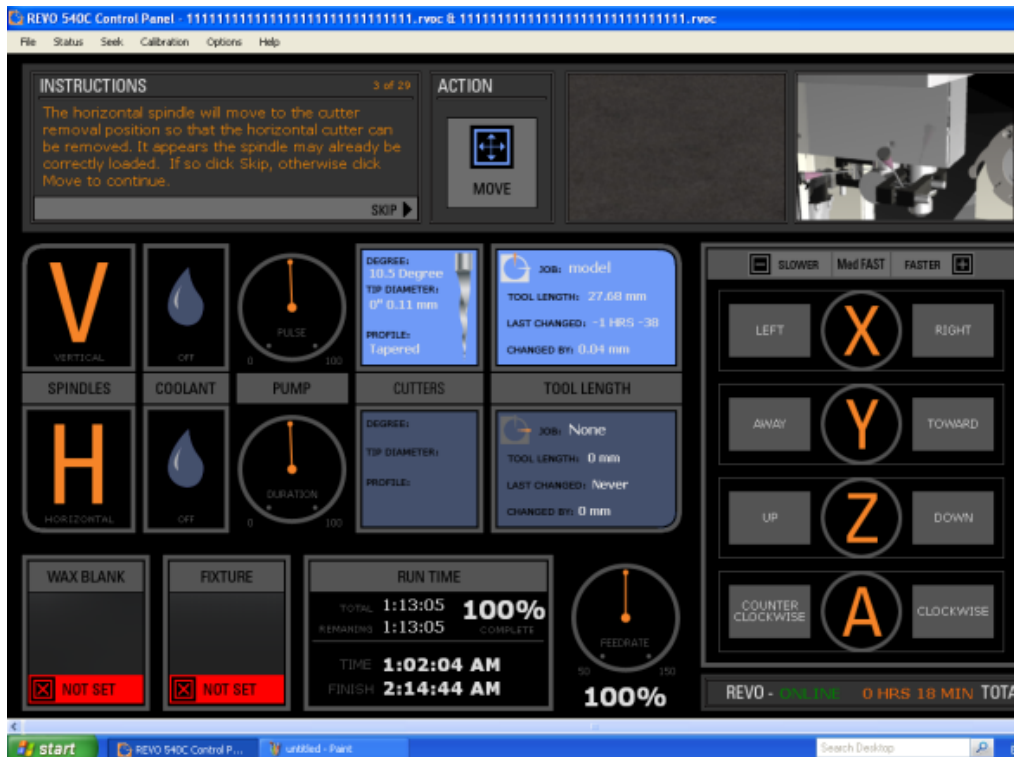 REVO 540C Control Panel - 11111111111111111111111111111111.rvoc & 11111111111111111111111111111111.rvoc
File Status Seek Calibration Options Help
INSTRUCTIONS 3 of 29
The horizontal spindle will move to the cutter
removal position so that the horizontal cutter can
be removed. It appears the spindle may already be
correctly loaded. If so click Skip, otherwise click
Move to continue.
SKIP
ACTION
MOVE
V
VERTICAL
OFF
PULSE
0 100
DEGREE:
10.5 Degree
TIP DIAMETER:
0" 0.11 mm
PROFILE:
Tapered
JOB: model
TOOL LENGTH: 27.68 mm
LAST CHANGED: -1 HRS -38
CHANGED BY: 0.04 mm
SPINDLES COOLANT PUMP CUTTERS TOOL LENGTH
H
HORIZONTAL
OFF
DURATION
0 100
DEGREE:
TIP DIAMETER:
PROFILE:
JOB: None
TOOL LENGTH: 0 mm
LAST CHANGED: Never
CHANGED BY: 0 mm
SLOWER Med FAST FASTER
LEFT X RIGHT
AWAY Y TOWARD
UP Z DOWN
COUNTER
CLOCKWISE A CLOCKWISE
WAX BLANK
NOT SET
FIXTURE
NOT SET
RUN TIME
TOTAL 1:13:05
REMANING 1:13:05
100%
COMPLETE
TIME 1:02:04 AM
FINISH 2:14:44 AM
FEEDRATE
50 150
100%
REVO - ONLINE 0 HRS 18 MIN TOTA
start REVO 540C Control P... untitled - Paint Search Desktop